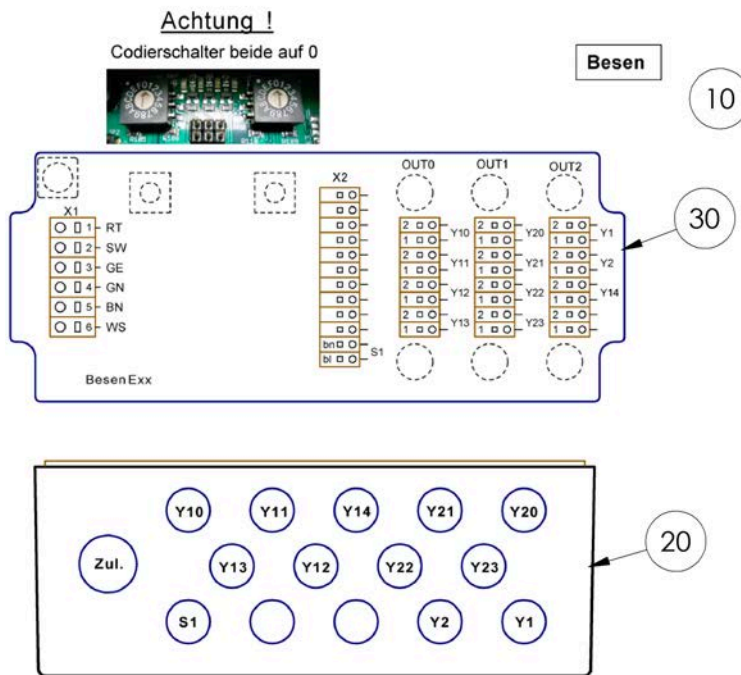 Achtung !
Codierschalter beide auf 0
Besen
10
30
X1
1 RT
2 SW
3 GE
4 GN
5 BN
6 WS
X2
bn
bl
S1
OUT0
2
1
Y10
2
1
Y11
2
1
Y12
2
1
Y13
OUT1
2
1
Y20
2
1
Y21
2
1
Y22
2
1
Y23
OUT2
2
1
Y1
2
1
Y2
2
1
Y14
2
1
BesenExx
Y10 Y11 Y14 Y21 Y20
Zul. Y13 Y12 Y22 Y23
S1 Y2 Y1
20